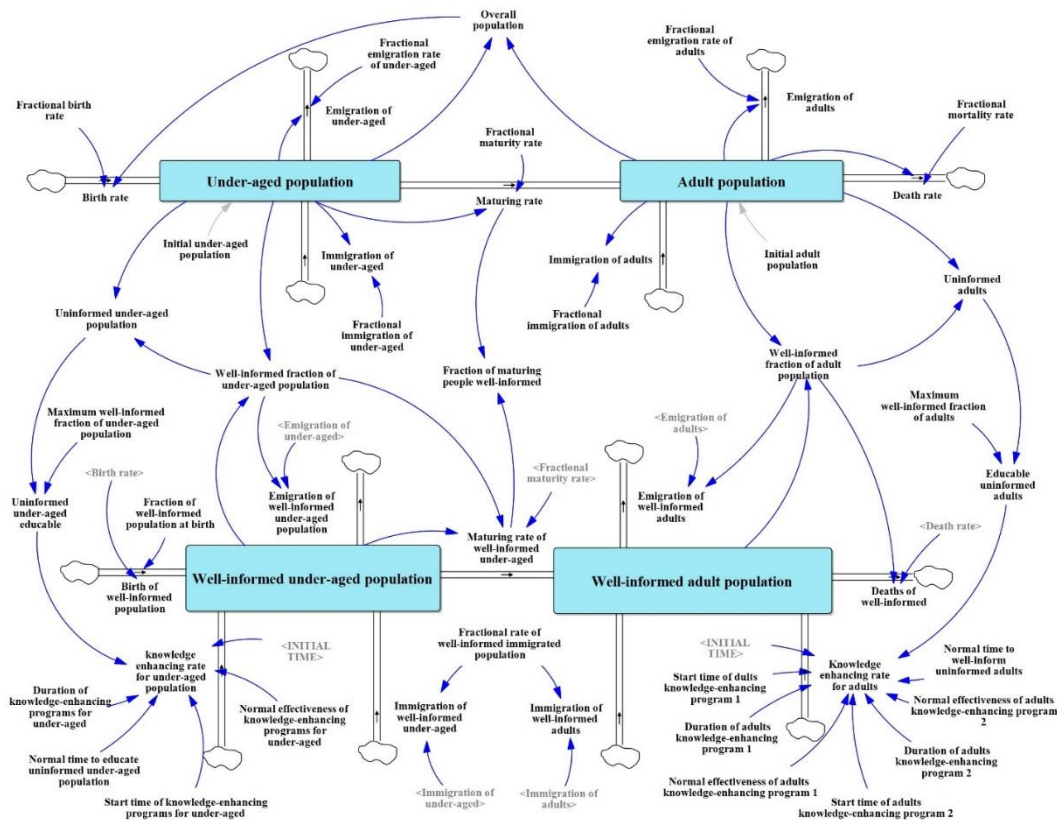 Overall
population
Fractional
emigration rate
of under-aged
Fractional
emigration rate of
adults
Fractional birth
rate
Emigration of
under-aged
Emigration of
adults
Fractional
mortality rate
Fractional
maturity rate
Under-aged population
Adult population
Birth rate
Maturing rate
Death rate
Initial under-aged
population
Immigration of
under-aged
Immigration of adults
Initial adult
population
Uninformed
adults
Uninformed under-aged
population
Fractional
immigration of
under-aged
Fractional
immigration of adults
Well-informed fraction of
under-aged population
Fraction of maturing
people well-informed
Well-informed
fraction of adult
population
Maximum well-informed
fraction of under-aged
population
<Emigration of
under-aged>
<Emigration of
adults>
Maximum
well-informed fraction
of adults
<Birth rate>
<Fractional
maturity rate>
Uninformed
under-aged
educable
Fraction of
well-informed
population at birth
Emigration of
well-informed
under-aged
population
Emigration of
well-informed adults
Educable
uninformed
adults
Maturing rate of
well-informed
under-aged
<Death rate>
Well-informed under-aged population
Well-informed adult population
Birth of
well-informed
population
Deaths of
well-informed
<INITIAL
TIME>
Fractional rate of
well-informed immigrated
population
<INITIAL
TIME>
knowledge
enhancing rate
for under-aged
population
Knowledge
enhancing rate
for adults
Normal time to
well-inform
uninformed adults
Start time of dults
knowledge-enhancing
program 1
Duration of
knowledge-enhancing
programs for
under-aged
Normal effectiveness of
knowledge-enhancing
programs for
under-aged
Immigration of
well-informed under-aged
Immigration of
well-informed adults
Normal effectiveness of adults
knowledge-enhancing program
2
Duration of adults
knowledge-enhancing
program 1
Duration of adults
knowledge-enhancing
program 2
Normal time to educate
uninformed under-aged
population
Normal effectiveness of adults
knowledge-enhancing program 1
<Immigration of
under-aged>
<Immigration of
adults>
Start time of knowledge-enhancing
programs for under-aged
Start time of adults
knowledge-enhancing program 2